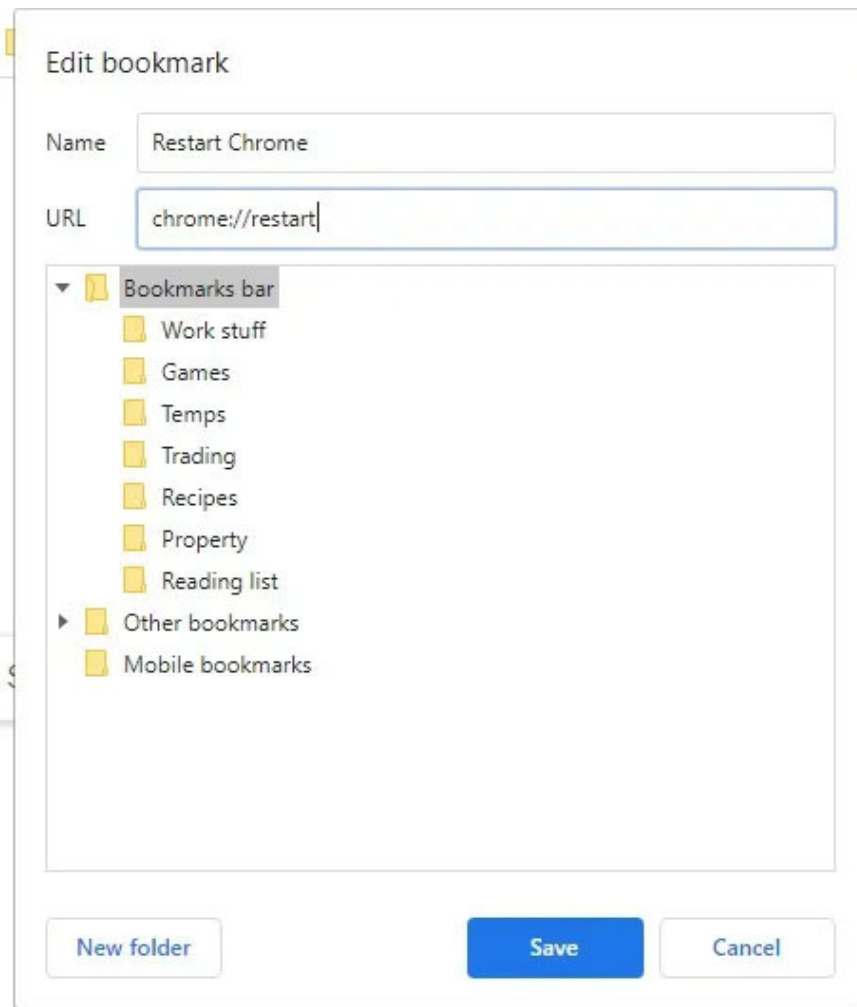 Edit bookmark
Name Restart Chrome
URL chrome://restart
Bookmarks bar
Work stuff
Games
Temps
Trading
Recipes
Property
Reading list
Other bookmarks
Mobile bookmarks
New folder Save Cancel